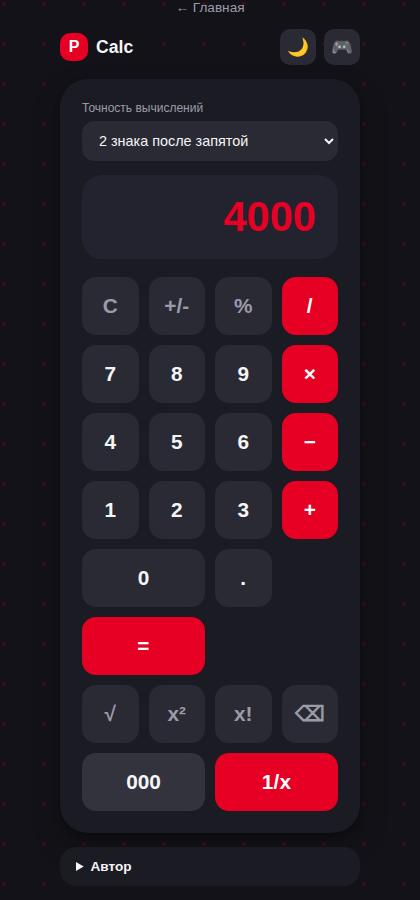 ← Главная
P Calc
Точность вычислений
2 знака после запятой
4000
C +/- % /
7 8 9 ×
4 5 6 −
1 2 3 +
0 .
=
√ x² x! ⌫
000 1/x
▶ Автор